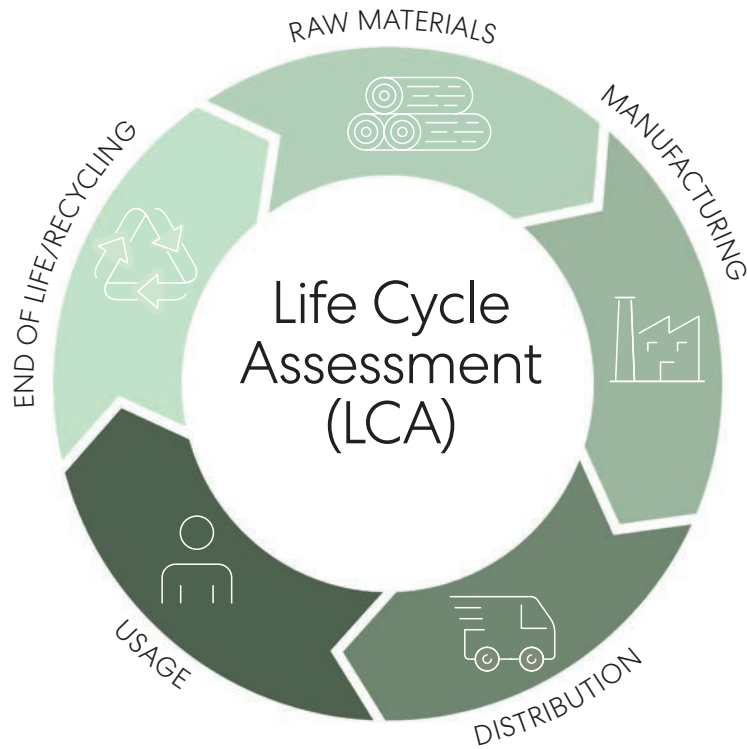 RAW MATERIALS
MANUFACTURING
END OF LIFE/RECYCLING
Life Cycle
Assessment
(LCA)
USAGE
DISTRIBUTION